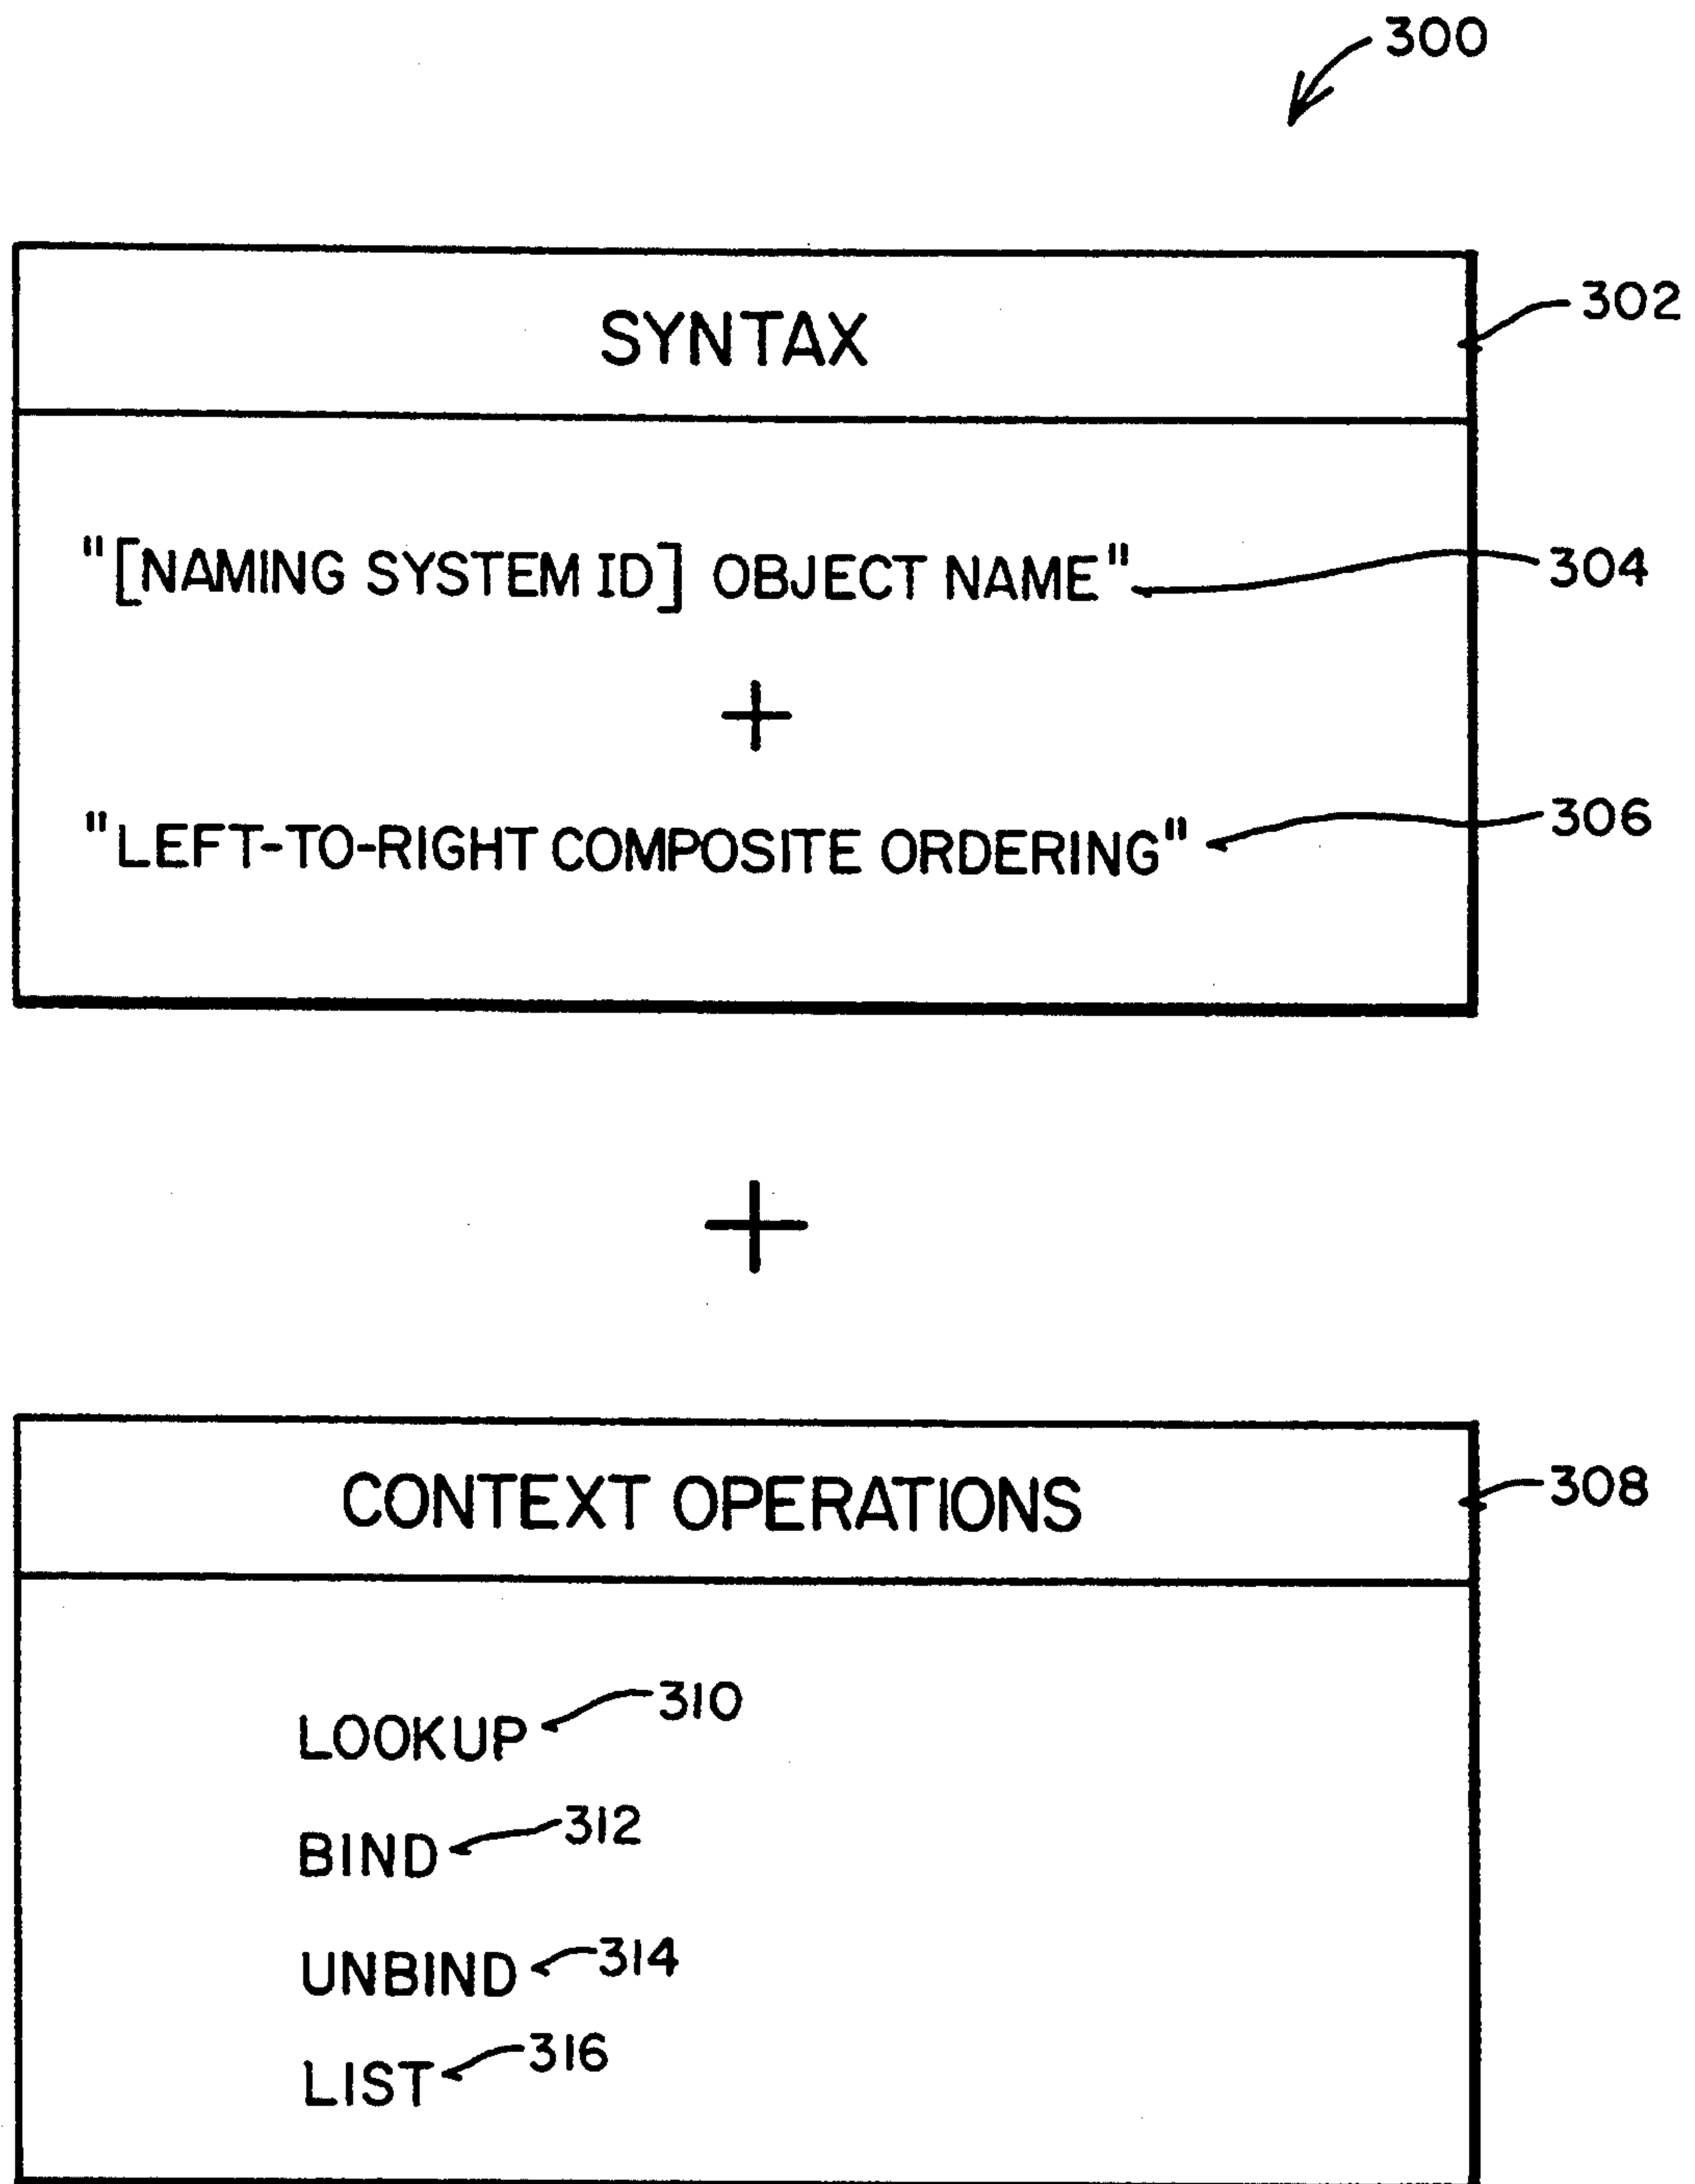 300
SYNTAX
302
"[NAMING SYSTEM ID] OBJECT NAME"
304
+
"LEFT-TO-RIGHT COMPOSITE ORDERING"
306
+
CONTEXT OPERATIONS
308
LOOKUP
310
BIND
312
UNBIND
314
LIST
316